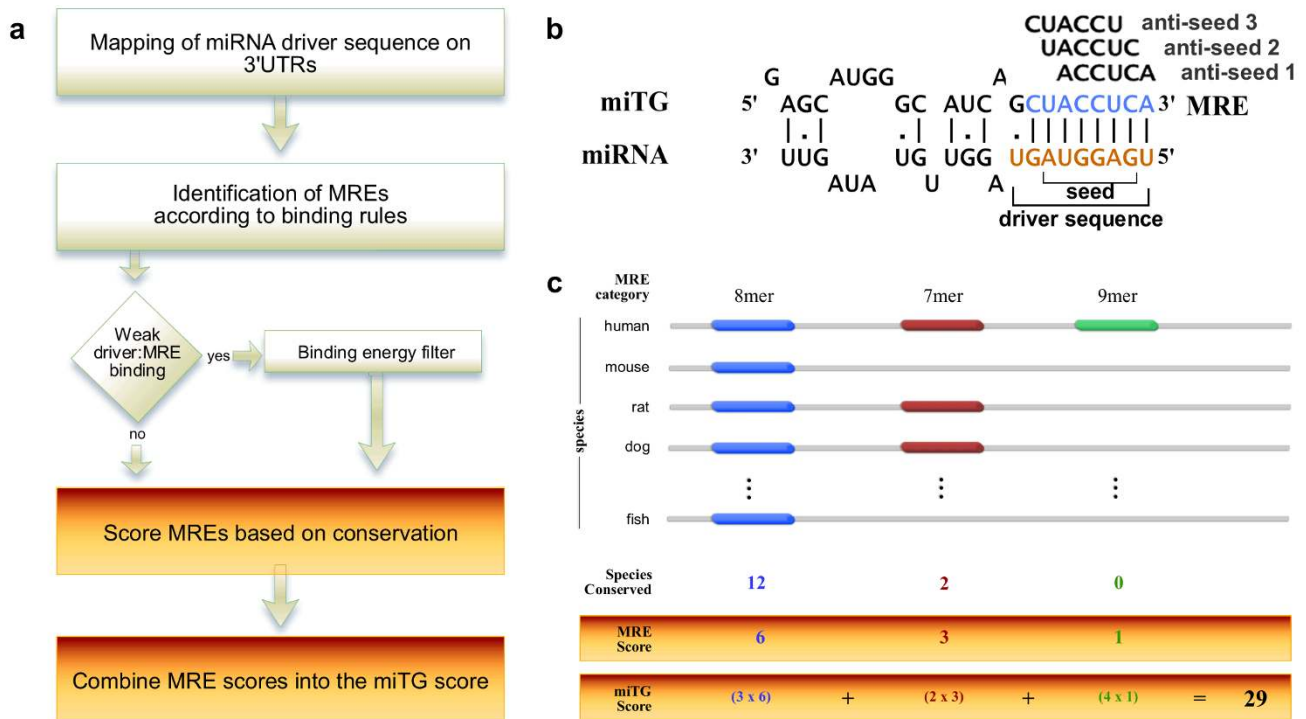 a
Mapping of miRNA driver sequence on
3'UTRs
Identification of MREs
according to binding rules
Weak
driver:MRE
binding
yes
Binding energy filter
no
Score MREs based on conservation
Combine MRE scores into the miTG score
b
CUACCU anti-seed 3
UACCUC anti-seed 2
ACCUCA anti-seed 1
G AUGG A
miTG 5' AGC GC AUC GCUACCUCA 3' MRE
miRNA 3' UUG UG UGG UGAUGGAGU 5'
AUA U A
seed
driver sequence
c
MRE
category
8mer 7mer 9mer
species
human
mouse
rat
dog
fish
Species
Conserved
12 2 0
MRE
Score
6 3 1
miTG
Score
(3 x 6) + (2 x 3) + (4 x 1) = 29